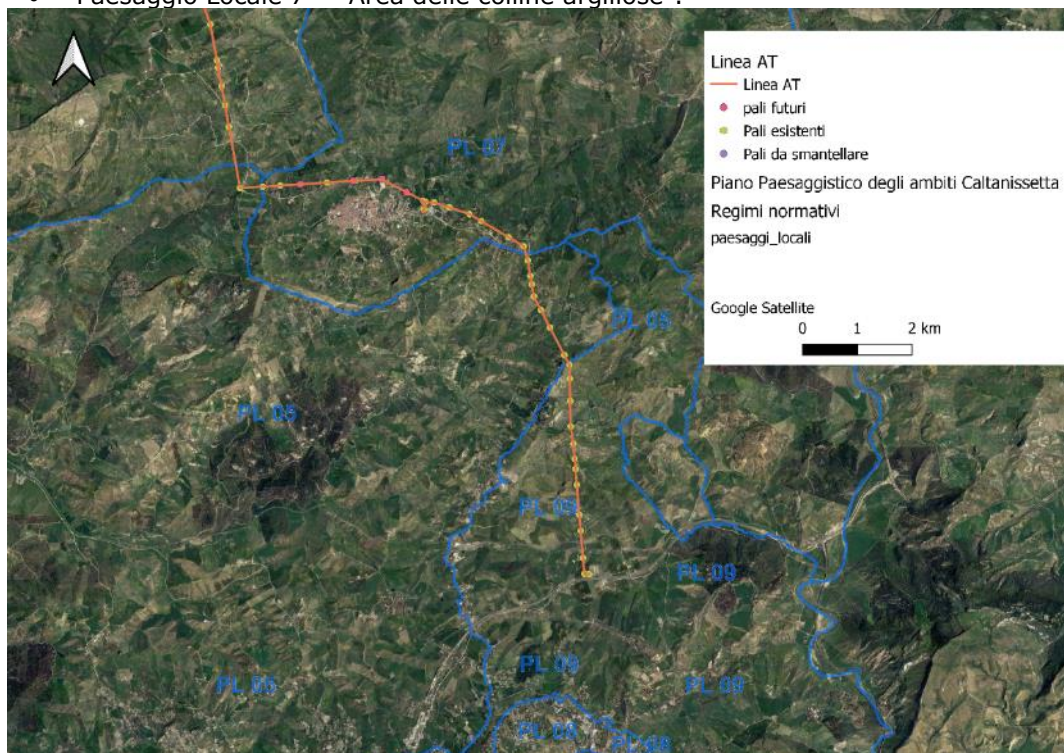 Paesaggio Locale 7 – "Area delle colline argillose".
Linea AT
Linea AT
pali futuri
Pali esistenti
Pali da smantellare
Piano Paesaggistico degli ambiti Caltanissetta
Regimi normativi
paesaggi_locali
Google Satellite
0 1 2 km
PL 07
PL 05
PL 09
PL 09
PL 05
PL 09